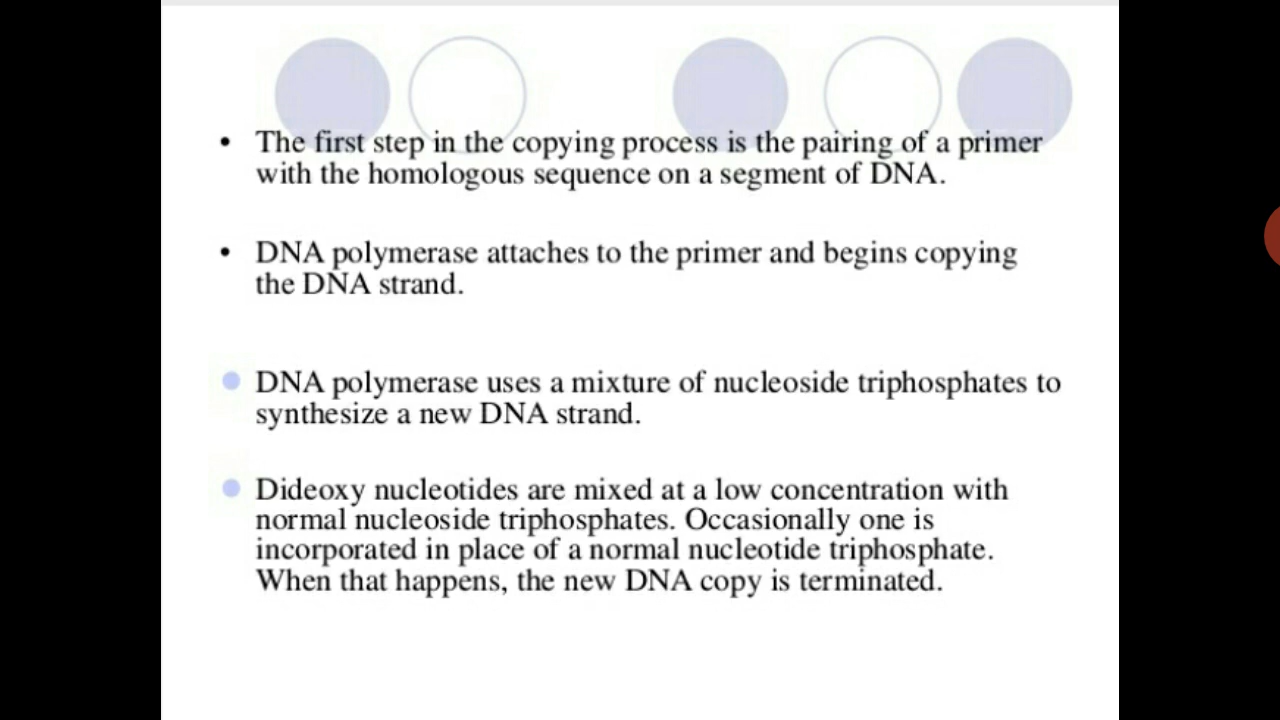 • The first step in the copying process is the pairing of a primer
with the homologous sequence on a segment of DNA.
• DNA polymerase attaches to the primer and begins copying
the DNA strand.
• DNA polymerase uses a mixture of nucleoside triphosphates to
synthesize a new DNA strand.
• Dideoxy nucleotides are mixed at a low concentration with
normal nucleoside triphosphates. Occasionally one is
incorporated in place of a normal nucleotide triphosphate.
When that happens, the new DNA copy is terminated.